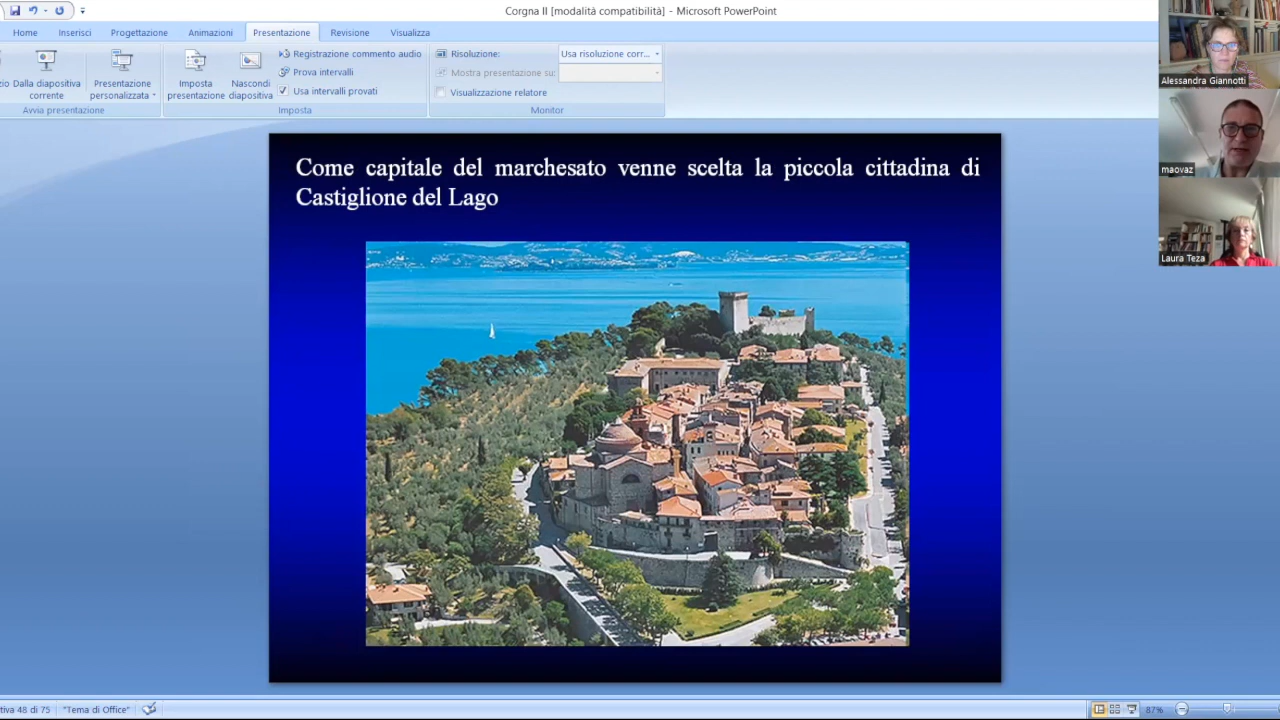 Corgna II [modalità compatibilità] - Microsoft PowerPoint
Home Inserisci Progettazione Animazioni Presentazione Revisione Visualizza
Dalla diapositiva corrente
Presentazione personalizzata
Imposta presentazione
Nascondi diapositiva
Registrazione commento audio
Prova intervalli
Usa intervalli provati
Risoluzione: Usa risoluzione corr...
Mostra presentazione su:
Visualizzazione relatore
Avvia presentazione Imposta Monitor
Alessandra Giannotti
maovaz
Laura Teza
Come capitale del marchesato venne scelta la piccola cittadina di
Castiglione del Lago
tiva 48 di 75 "Tema di Office" 87%